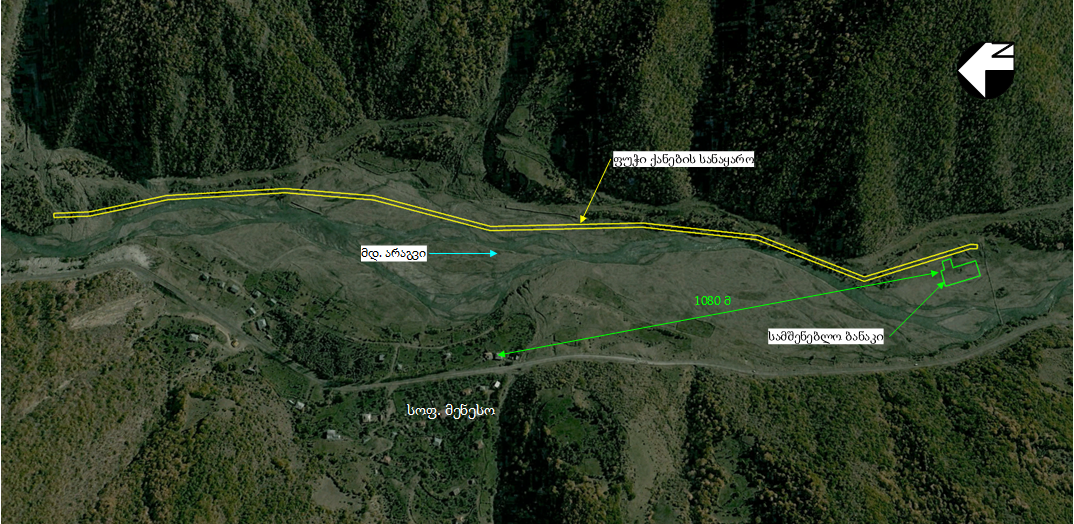 ფუჭი ქანების სანაყარო
მდ. არაგვი
1080 მ
სამშენებლო ბანაკი
სოფ. მენესო
N